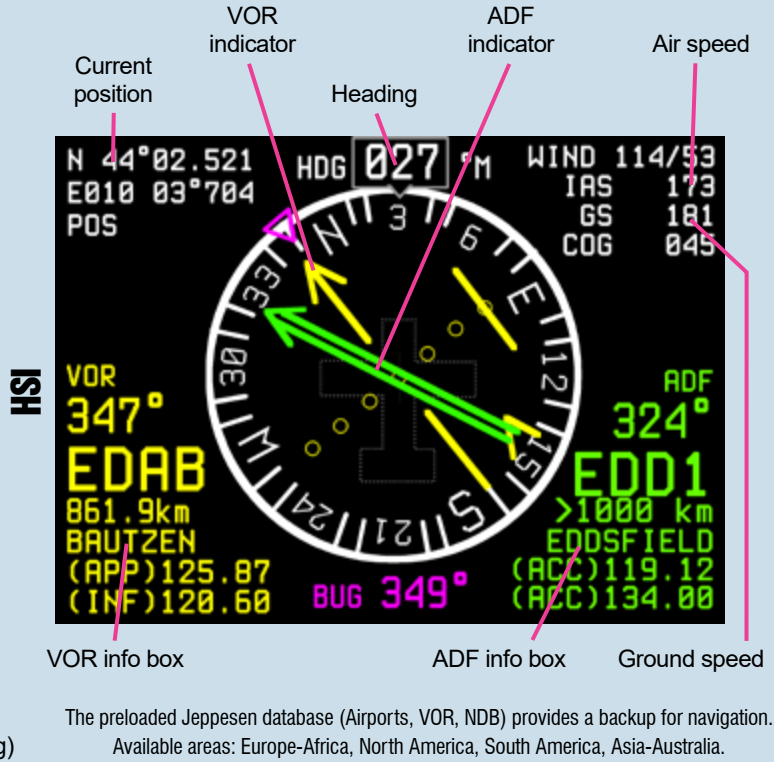 VOR
indicator
ADF
indicator
Air speed
Current
position
Heading
N 44°02.521
E010 03°704
POS
HDG 027 °M
WIND 114/53
IAS 173
GS 181
COG 045
N
3
6
E
12
15
S
21
24
W
30
33
HSI
VOR
347°
EDAB
861.9km
BAUTZEN
(APP)125.87
(INF)120.60
BUG 349°
ADF
324°
EDD1
>1000 km
EDDSFIELD
(ACC)119.12
(ACC)134.00
VOR info box
ADF info box
Ground speed
The preloaded Jeppesen database (Airports, VOR, NDB) provides a backup for navigation.
g)
Available areas: Europe-Africa, North America, South America, Asia-Australia.